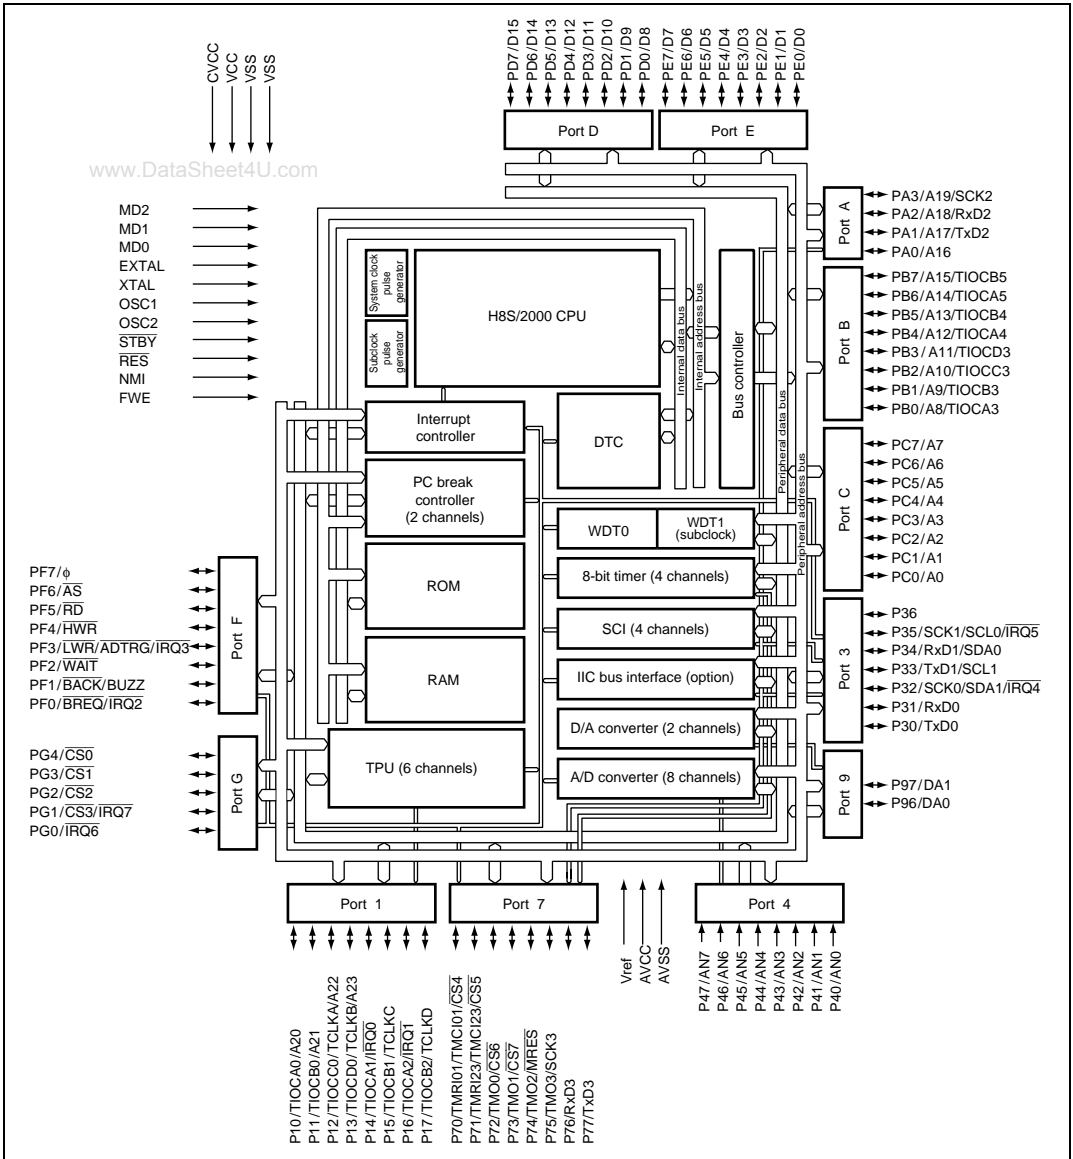 CVCC
VCC
VSS
VSS
PD7/D15
PD6/D14
PD5/D13
PD4/D12
PD3/D11
PD2/D10
PD1/D9
PD0/D8
PE7/D7
PE6/D6
PE5/D5
PE4/D4
PE3/D3
PE2/D2
PE1/D1
PE0/D0
Port D
Port E
www.DataSheet4U.com
MD2
MD1
MD0
EXTAL
XTAL
OSC1
OSC2
STBY
RES
NMI
FWE
System clock
pulse
generator
Subclock
pulse
generator
H8S/2000 CPU
Internal data bus
Internal address bus
Bus controller
Peripheral data bus
Peripheral address bus
Port A
PA3/A19/SCK2
PA2/A18/RxD2
PA1/A17/TxD2
PA0/A16
Port B
PB7/A15/TIOCB5
PB6/A14/TIOCA5
PB5/A13/TIOCB4
PB4/A12/TIOCA4
PB3 / A11/TIOCD3
PB2 / A10/TIOCC3
PB1/A9/TIOCB3
PB0/A8/TIOCA3
Interrupt
controller
DTC
PC break
controller
(2 channels)
Port C
PC7/A7
PC6/A6
PC5/A5
PC4/A4
PC3/A3
PC2/A2
PC1/A1
PC0/A0
WDT0
WDT1
(subclock)
ROM
8-bit timer (4 channels)
SCI (4 channels)
RAM
IIC bus interface (option)
D/A converter (2 channels)
TPU (6 channels)
A/D converter (8 channels)
PF7/ϕ
PF6/AS
PF5/RD
PF4/HWR
PF3/LWR/ADTRG/IRQ3
PF2/WAIT
PF1/BACK/BUZZ
PF0/BREQ/IRQ2
Port F
Port 3
P36
P35/SCK1/SCL0/IRQ5
P34/RxD1/SDA0
P33/TxD1/SCL1
P32/SCK0/SDA1/IRQ4
P31/RxD0
P30/TxD0
PG4/CS0
PG3/CS1
PG2/CS2
PG1/CS3/IRQ7
PG0/IRQ6
Port G
Port 9
P97/DA1
P96/DA0
Port 1
Port 7
Port 4
P10/TIOCA0/A20
P11/TIOCB0/A21
P12/TIOCC0/TCLKA/A22
P13/TIOCD0/TCLKB/A23
P14/TIOCA1/IRQ0
P15/TIOCB1/TCLKC
P16/TIOCA2/IRQ1
P17/TIOCB2/TCLKD
P70/TMRI01/TMCI01/CS4
P71/TMRI23/TMCI23/CS5
P72/TMO0/CS6
P73/TMO1/CS7
P74/TMO2/MRES
P75/TMO3/SCK3
P76/RxD3
P77/TxD3
Vref
AVCC
AVSS
P47/AN7
P46/AN6
P45/AN5
P44/AN4
P43/AN3
P42/AN2
P41/AN1
P40/AN0